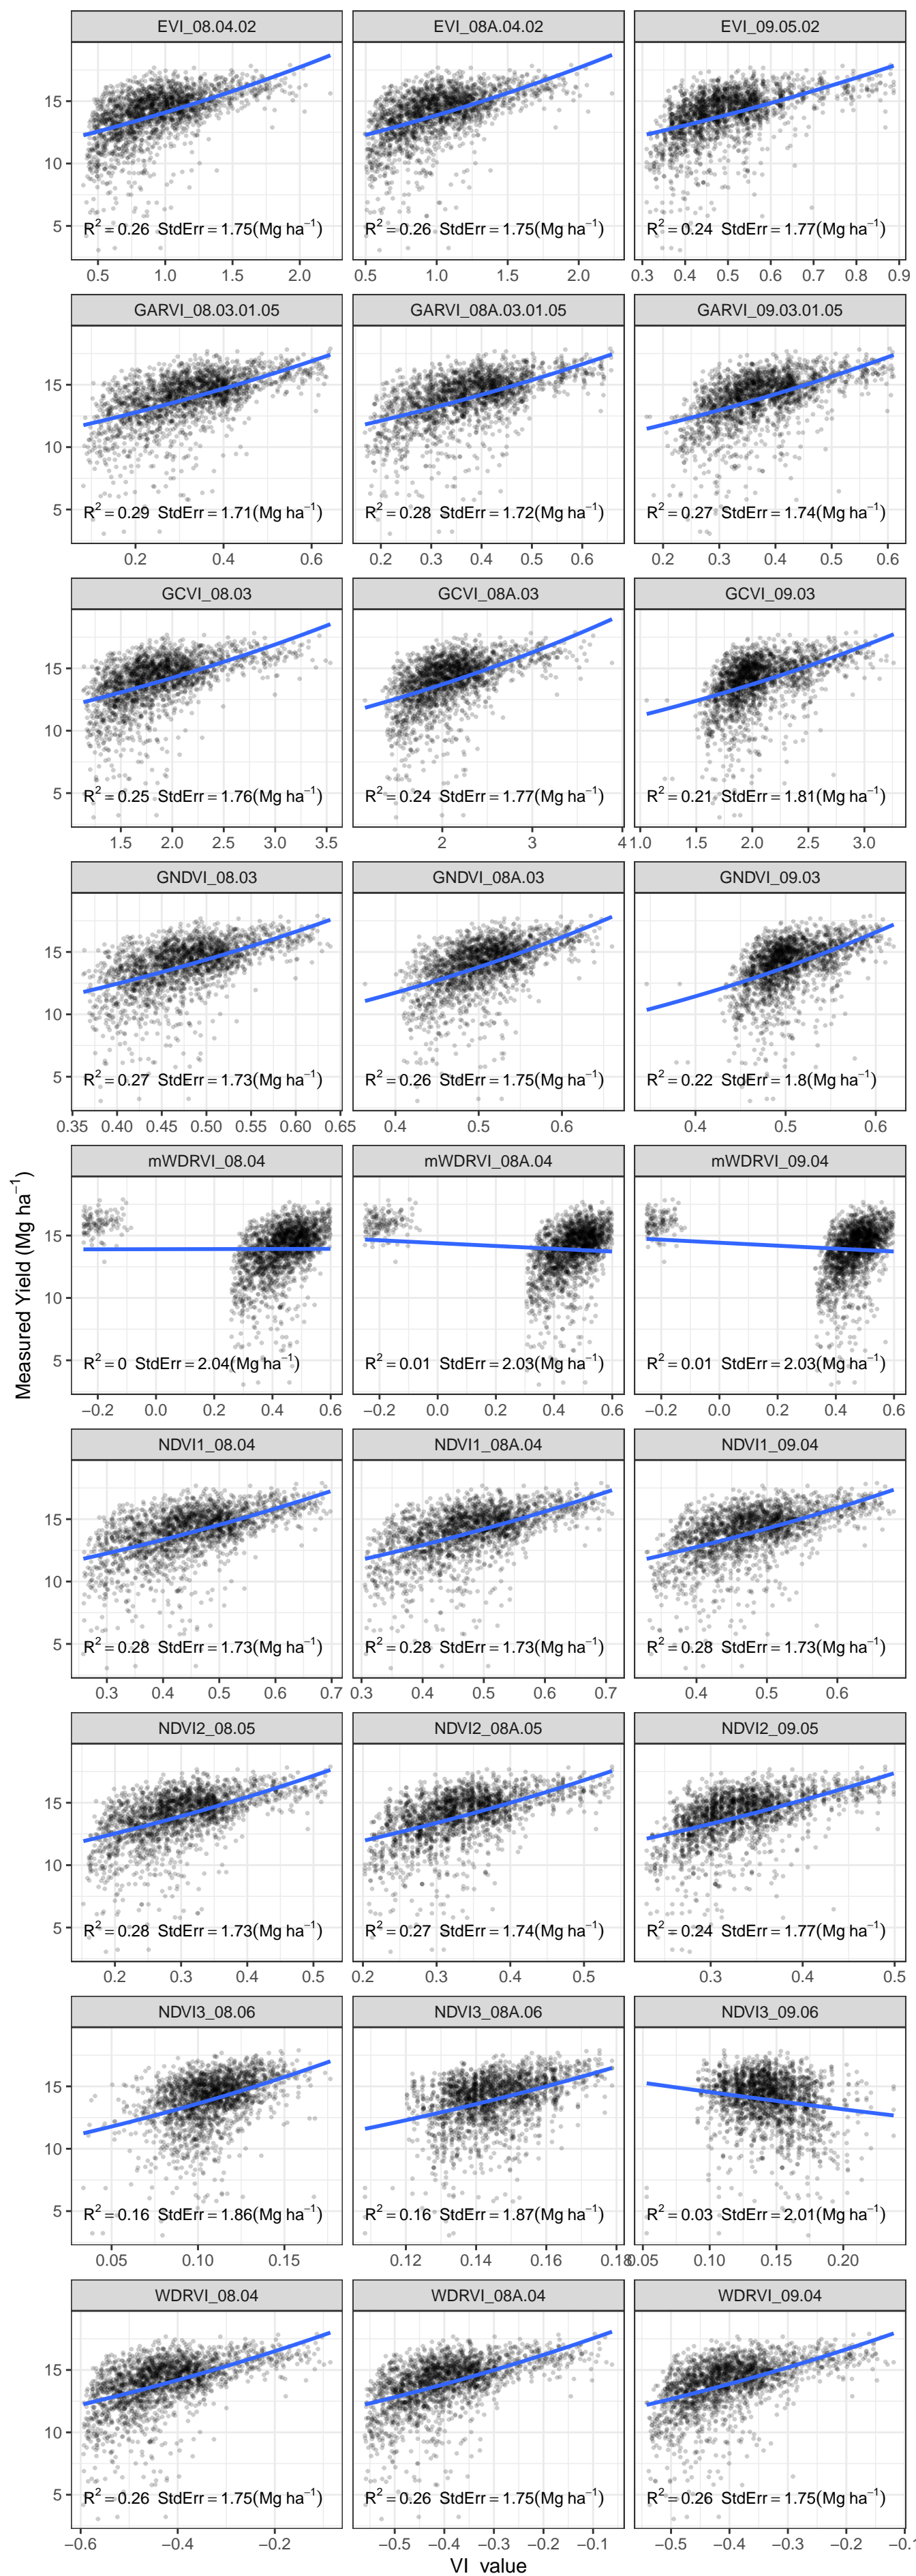 EVI_08.04.02 EVI_08A.04.02 EVI_09.05.02
15
10
5
R² = 0.26 StdErr = 1.75(Mg ha⁻¹) R² = 0.26 StdErr = 1.75(Mg ha⁻¹) R² = 0.24 StdErr = 1.77(Mg ha⁻¹)
0.5 1.0 1.5 2.0 0.5 1.0 1.5 2.0 0.3 0.4 0.5 0.6 0.7 0.8 0.9
GARVI_08.03.01.05 GARVI_08A.03.01.05 GARVI_09.03.01.05
15
10
5
R² = 0.29 StdErr = 1.71(Mg ha⁻¹) R² = 0.28 StdErr = 1.72(Mg ha⁻¹) R² = 0.27 StdErr = 1.74(Mg ha⁻¹)
0.2 0.4 0.6 0.2 0.3 0.4 0.5 0.6 0.2 0.3 0.4 0.5 0.6
GCVI_08.03 GCVI_08A.03 GCVI_09.03
15
10
5
R² = 0.25 StdErr = 1.76(Mg ha⁻¹) R² = 0.24 StdErr = 1.77(Mg ha⁻¹) R² = 0.21 StdErr = 1.81(Mg ha⁻¹)
1.5 2.0 2.5 3.0 3.5 2 3 4 1.0 1.5 2.0 2.5 3.0
GNDVI_08.03 GNDVI_08A.03 GNDVI_09.03
15
10
5
R² = 0.27 StdErr = 1.73(Mg ha⁻¹) R² = 0.26 StdErr = 1.75(Mg ha⁻¹) R² = 0.22 StdErr = 1.8(Mg ha⁻¹)
0.35 0.40 0.45 0.50 0.55 0.60 0.65 0.4 0.5 0.6 0.4 0.5 0.6
Measured Yield (Mg ha⁻¹)
mWDRVI_08.04 mWDRVI_08A.04 mWDRVI_09.04
15
10
5
R² = 0 StdErr = 2.04(Mg ha⁻¹) R² = 0.01 StdErr = 2.03(Mg ha⁻¹) R² = 0.01 StdErr = 2.03(Mg ha⁻¹)
−0.2 0.0 0.2 0.4 0.6 −0.2 0.0 0.2 0.4 0.6 −0.2 0.0 0.2 0.4 0.6
NDVI1_08.04 NDVI1_08A.04 NDVI1_09.04
15
10
5
R² = 0.28 StdErr = 1.73(Mg ha⁻¹) R² = 0.28 StdErr = 1.73(Mg ha⁻¹) R² = 0.28 StdErr = 1.73(Mg ha⁻¹)
0.3 0.4 0.5 0.6 0.7 0.3 0.4 0.5 0.6 0.7 0.4 0.5 0.6
NDVI2_08.05 NDVI2_08A.05 NDVI2_09.05
15
10
5
R² = 0.28 StdErr = 1.73(Mg ha⁻¹) R² = 0.27 StdErr = 1.74(Mg ha⁻¹) R² = 0.24 StdErr = 1.77(Mg ha⁻¹)
0.2 0.3 0.4 0.5 0.2 0.3 0.4 0.5 0.3 0.4 0.5
NDVI3_08.06 NDVI3_08A.06 NDVI3_09.06
15
10
5
R² = 0.16 StdErr = 1.86(Mg ha⁻¹) R² = 0.16 StdErr = 1.87(Mg ha⁻¹) R² = 0.03 StdErr = 2.01(Mg ha⁻¹)
0.05 0.10 0.15 0.12 0.14 0.16 0.18 0.05 0.10 0.15 0.20
WDRVI_08.04 WDRVI_08A.04 WDRVI_09.04
15
10
5
R² = 0.26 StdErr = 1.75(Mg ha⁻¹) R² = 0.26 StdErr = 1.75(Mg ha⁻¹) R² = 0.26 StdErr = 1.75(Mg ha⁻¹)
−0.6 −0.4 −0.2 −0.5 −0.4 −0.3 −0.2 −0.1 −0.5 −0.4 −0.3 −0.2
VI value